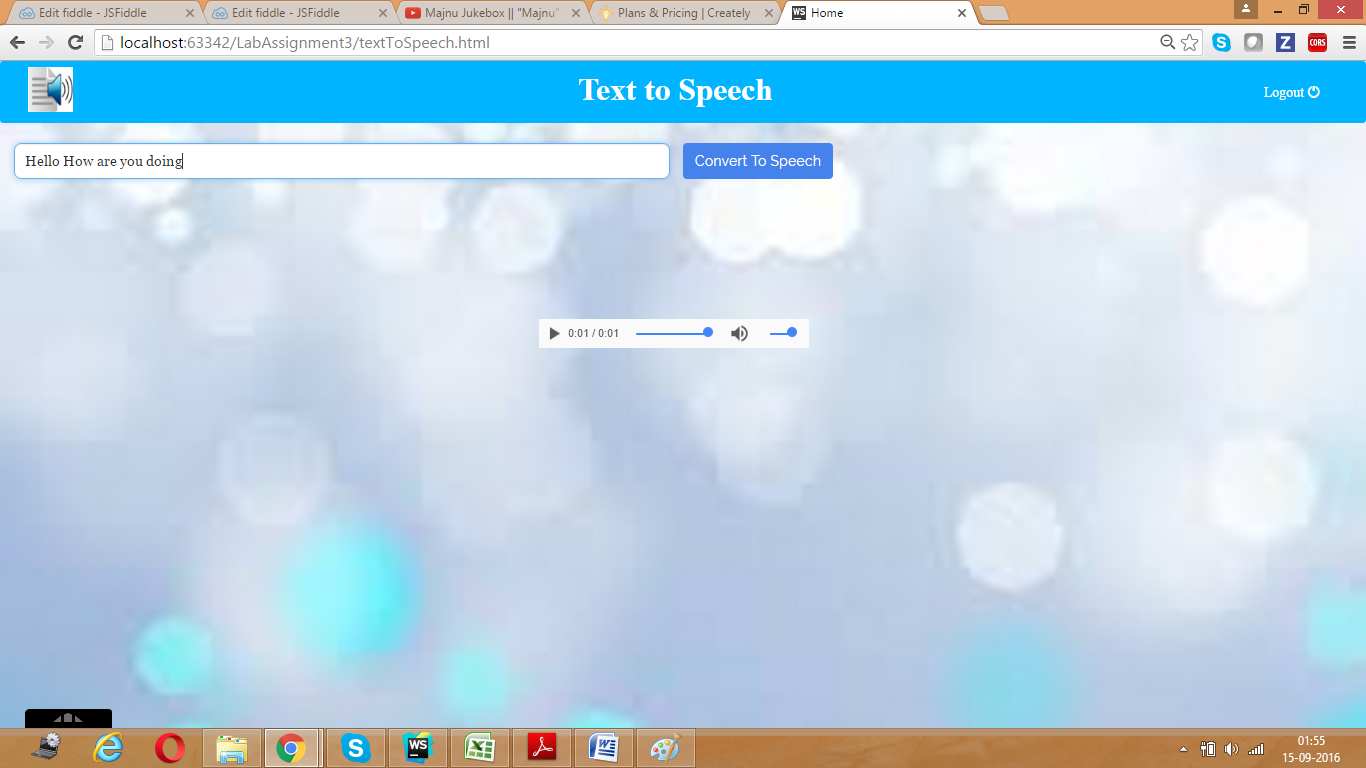 Edit fiddle - JSFiddle
Edit fiddle - JSFiddle
Majnu Jukebox || "Majnu"
Plans & Pricing | Creately
WS Home
localhost:63342/LabAssignment3/textToSpeech.html
S
Z
CORS
Text to Speech
Logout
Hello How are you doing
Convert To Speech
0:01 / 0:01
S
WS
01:55
15-09-2016